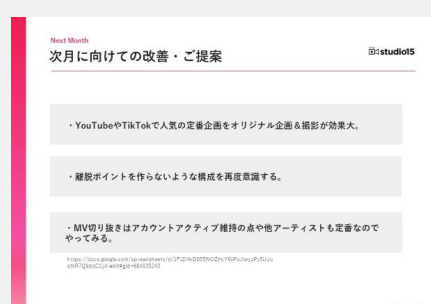 Next Month
次月に向けての改善・ご提案
studio15
・YouTubeやTikTokで人気の定番企画をオリジナル企画＆撮影が効果大。
・離脱ポイントを作らないような構成を再度意識する。
・MV切り抜きはアカウントアクティブ維持の点や他アーティストも定番なので
やってみる。